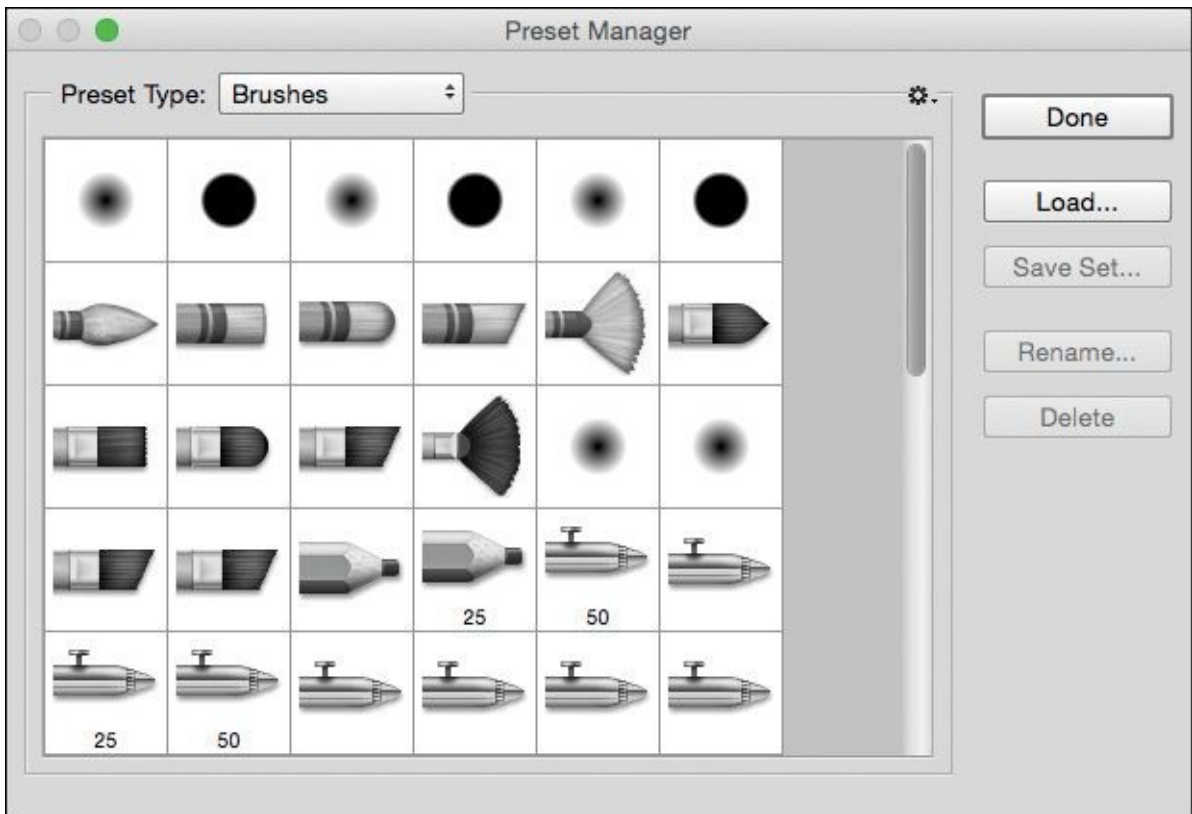 Preset Manager
Preset Type: Brushes
Done
Load...
Save Set...
Rename...
Delete
25 50
25 50